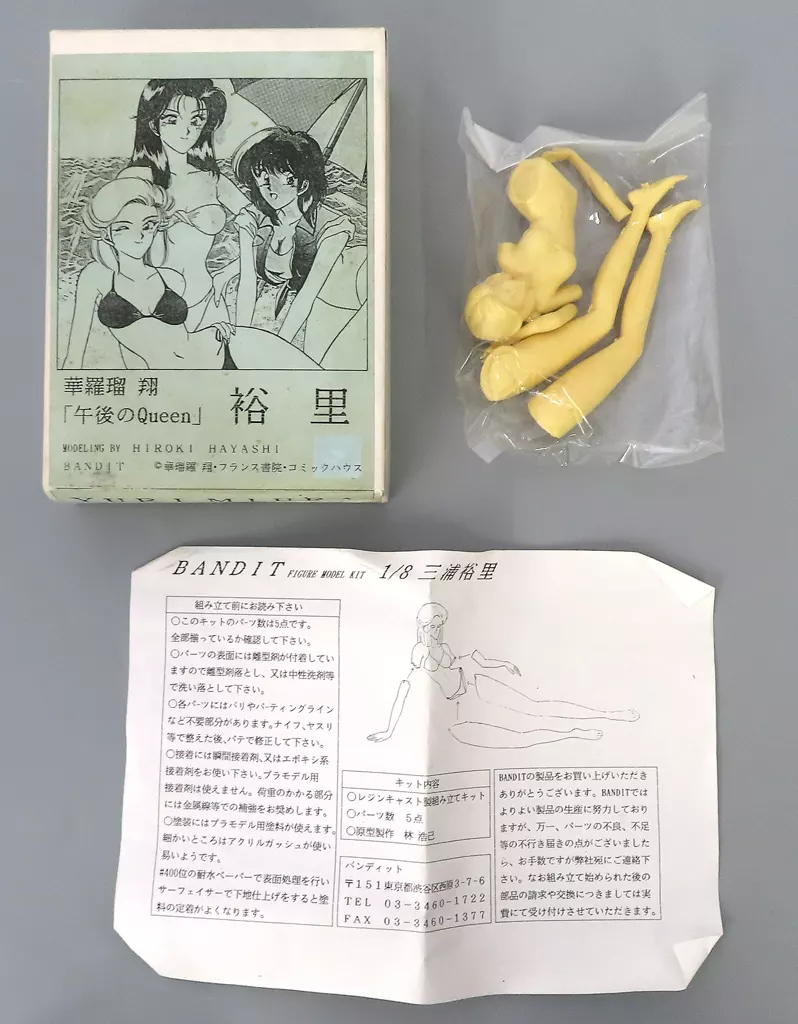 華羅瑠 翔
「午後のQueen」 裕 里
MODELING BY HIROKI HAYASHI
BANDIT ©華瑠羅 翔・フランス書院・コミックハウス
BANDIT FIGURE MODEL KIT 1/8 三浦裕里
組み立て前にお読み下さい
○このキットのパーツ数は5点です。
全部揃っているか確認して下さい。
○パーツの表面には離型剤が付着してい
ますので離型剤落とし、又は中性洗剤等
で洗い落として下さい。
○各パーツにはバリやパーティングライン
など不要部分があります。ナイフ、ヤスリ
等で整えた後、パテで修正して下さい。
○接着には瞬間接着剤、又はエポキシ系
接着剤をお使い下さい。プラモデル用
接着剤は使えません。荷重のかかる部分
には金属線等での補強をお奨めします。
○塗装にはプラモデル用塗料が使えます。
細かいところはアクリルガッシュが使い
易いようです。
#400位の耐水ペーパーで表面処理を行い
サーフェイサーで下地仕上げをすると塗
料の定着がよくなります。
キット内容
○レジンキャスト製組み立てキット
○パーツ数 5点
○原型製作 林 浩己
バンディット
〒151東京都渋谷区西原3-7-6
TEL 03-3460-1722
FAX 03-3460-1377
BANDITの製品をお買い上げいただき
ありがとうございます。BANDITでは
よりよい製品の生産に努力しており
ますが、万一、パーツの不良、不足
等の不行き届きの点がございました
ら、お手数ですが弊社宛にご連絡下
さい。なお組み立て始められた後の
部品の請求や交換につきましては実
費にて受け付けさせていただきます。